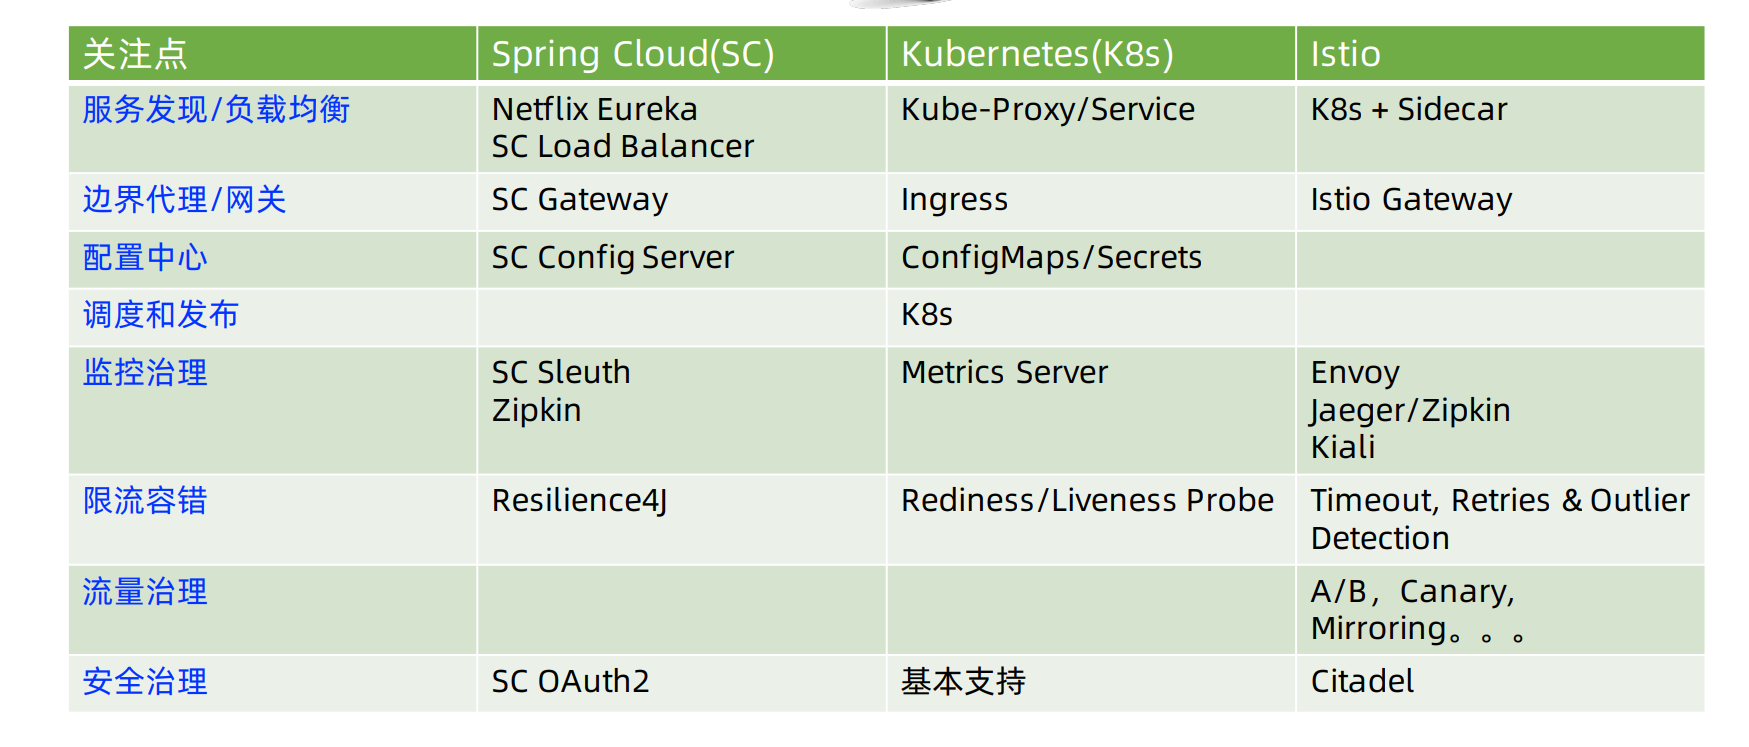 关注点 Spring Cloud(SC) Kubernetes(K8s) Istio
服务发现/负载均衡 Netflix Eureka Kube-Proxy/Service K8s + Sidecar
SC Load Balancer
边界代理/网关 SC Gateway Ingress Istio Gateway
配置中心 SC Config Server ConfigMaps/Secrets
调度和发布 K8s
监控治理 SC Sleuth Metrics Server Envoy
Zipkin Jaeger/Zipkin
Kiali
限流容错 Resilience4J Rediness/Liveness Probe Timeout, Retries & Outlier
Detection
流量治理 A/B，Canary,
Mirroring。。。
安全治理 SC OAuth2 基本支持 Citadel